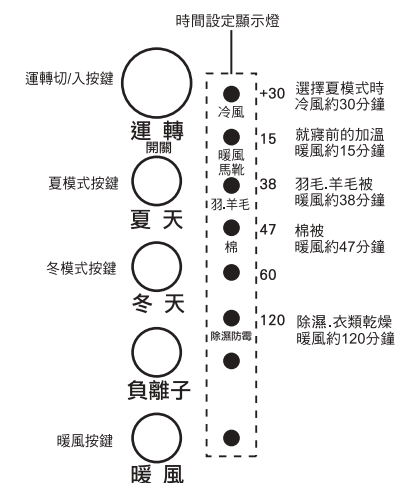 時間設定顯示燈
運轉切/入按鍵
運 轉
開關
夏模式按鍵
夏 天
冬模式按鍵
冬 天
負離子
暖風按鍵
暖 風
+30
冷風
選擇夏模式時
冷風約30分鐘
15
暖風
馬靴
就寢前的加溫
暖風約15分鐘
38
羽.羊毛
羽毛.羊毛被
暖風約38分鐘
47
棉
棉被
暖風約47分鐘
60
120
除濕防霉
除濕.衣類乾燥
暖風約120分鐘